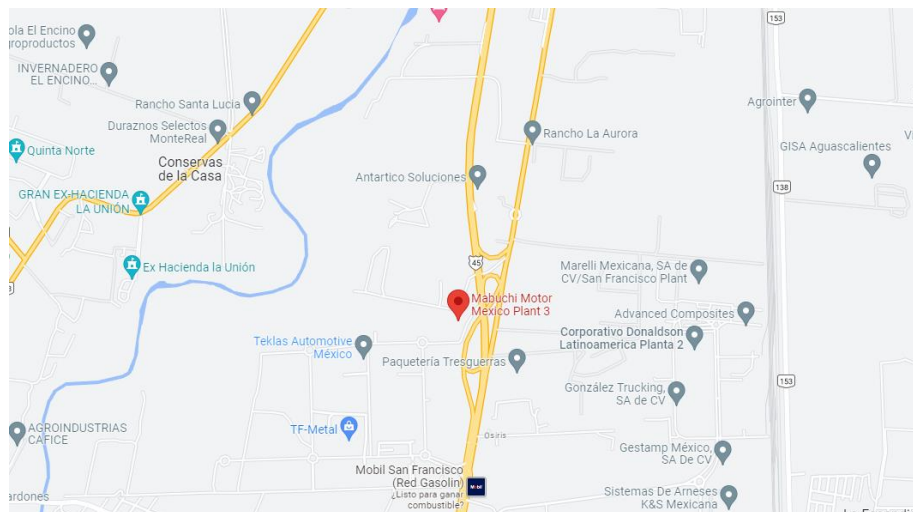 153
ola El Encino
groproductos
INVERNADERO
EL ENCINO...
Rancho Santa Lucia
Agrointer
Duraznos Selectos
MonteReal
Rancho La Aurora
Quinta Norte
GISA Aguascalientes
Conservas
de la Casa
Antartico Soluciones
138
GRAN EX-HACIENDA
LA UNIÓN
45
Ex Hacienda la Unión
Marelli Mexicana, SA de
CV/San Francisco Plant
Mabuchi Motor
Mexico Plant 3
Advanced Composites
Teklas Automotive
México
Corporativo Donaldson
Latinoamerica Planta 2
Paquetería Tresguerras
153
González Trucking,
SA de CV
AGROINDUSTRIAS
CAFICE
TF-Metal
Osiris
Gestamp México,
SA De CV
Mobil San Francisco
(Red Gasolin)
¿Listo para ganar
combustible?
Mobil
Sistemas De Arneses
K&S Mexicana
ardones